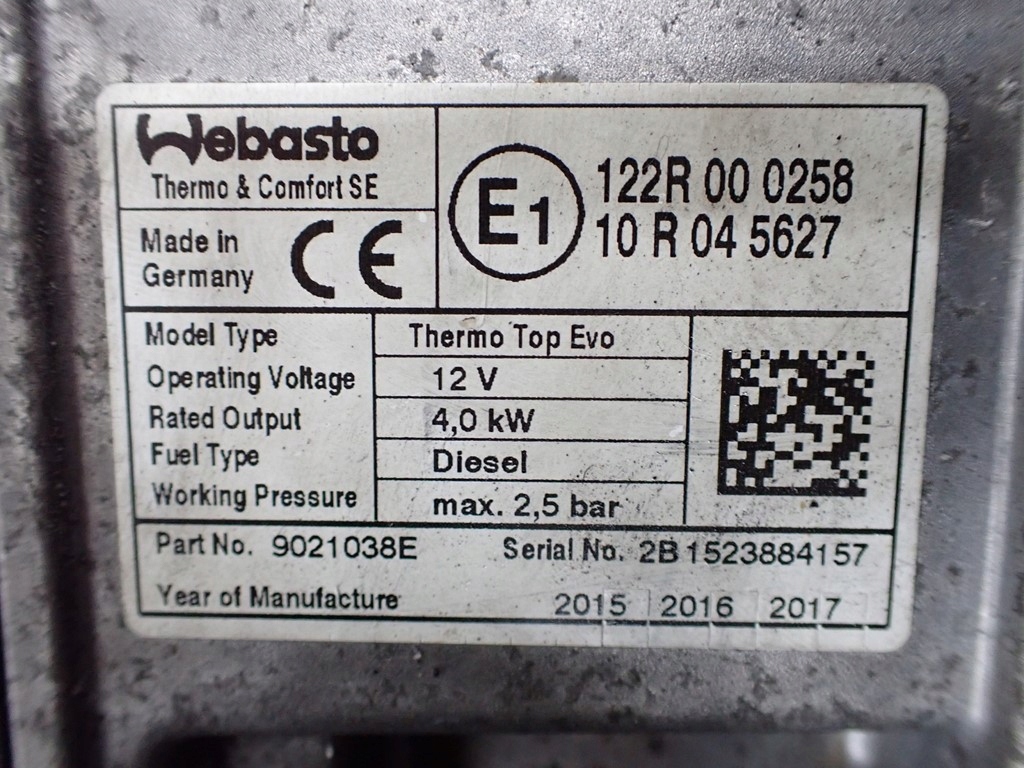 Webasto
Thermo & Comfort SE
Made in
Germany
CE
E1
122R 00 0258
10 R 04 5627
Model Type Thermo Top Evo
Operating Voltage 12 V
Rated Output 4,0 kW
Fuel Type Diesel
Working Pressure max. 2,5 bar
Part No. 9021038E Serial No. 2B1523884157
Year of Manufacture 2015 2016 2017